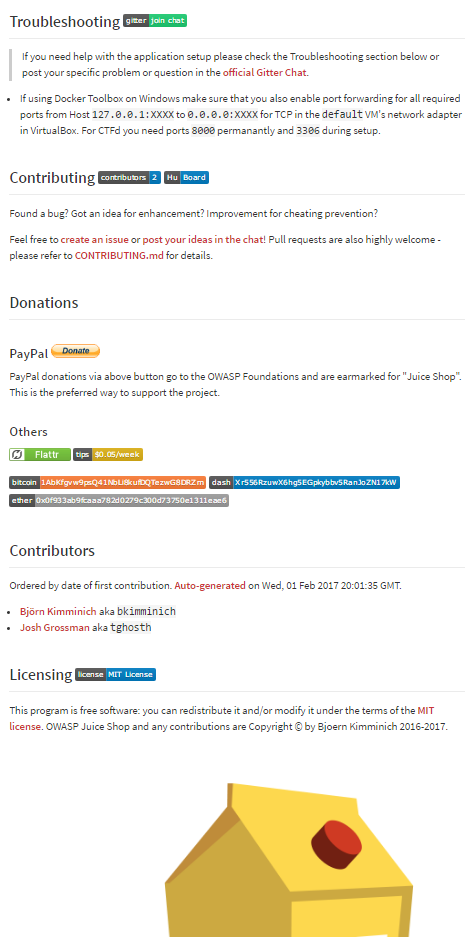 Troubleshooting gitter join chat
If you need help with the application setup please check the Troubleshooting section below or
post your specific problem or question in the official Gitter Chat.
If using Docker Toolbox on Windows make sure that you also enable port forwarding for all required
ports from Host 127.0.0.1:XXXX to 0.0.0.0:XXXX for TCP in the default VM's network adapter
in VirtualBox. For CTFd you need ports 8000 permanantly and 3306 during setup.
Contributing contributors 2 Hu Board
Found a bug? Got an idea for enhancement? Improvement for cheating prevention?
Feel free to create an issue or post your ideas in the chat! Pull requests are also highly welcome -
please refer to CONTRIBUTING.md for details.
Donations
PayPal Donate
PayPal donations via above button go to the OWASP Foundations and are earmarked for "Juice Shop".
This is the preferred way to support the project.
Others
Flattr tips $0.05/week
bitcoin 1AbKfgvw9psQ41NbLi8kufDQTezwG8DRZm dash Xr556RzuwX6hg5EGpkybbv5RanJoZN17kW
ether 0x0f933ab9fcaaa782d0279c300d73750e1311eae6
Contributors
Ordered by date of first contribution. Auto-generated on Wed, 01 Feb 2017 20:01:35 GMT.
Björn Kimminich aka bkimminich
Josh Grossman aka tghosth
Licensing license MIT License
This program is free software: you can redistribute it and/or modify it under the terms of the MIT
license. OWASP Juice Shop and any contributions are Copyright © by Bjoern Kimminich 2016-2017.